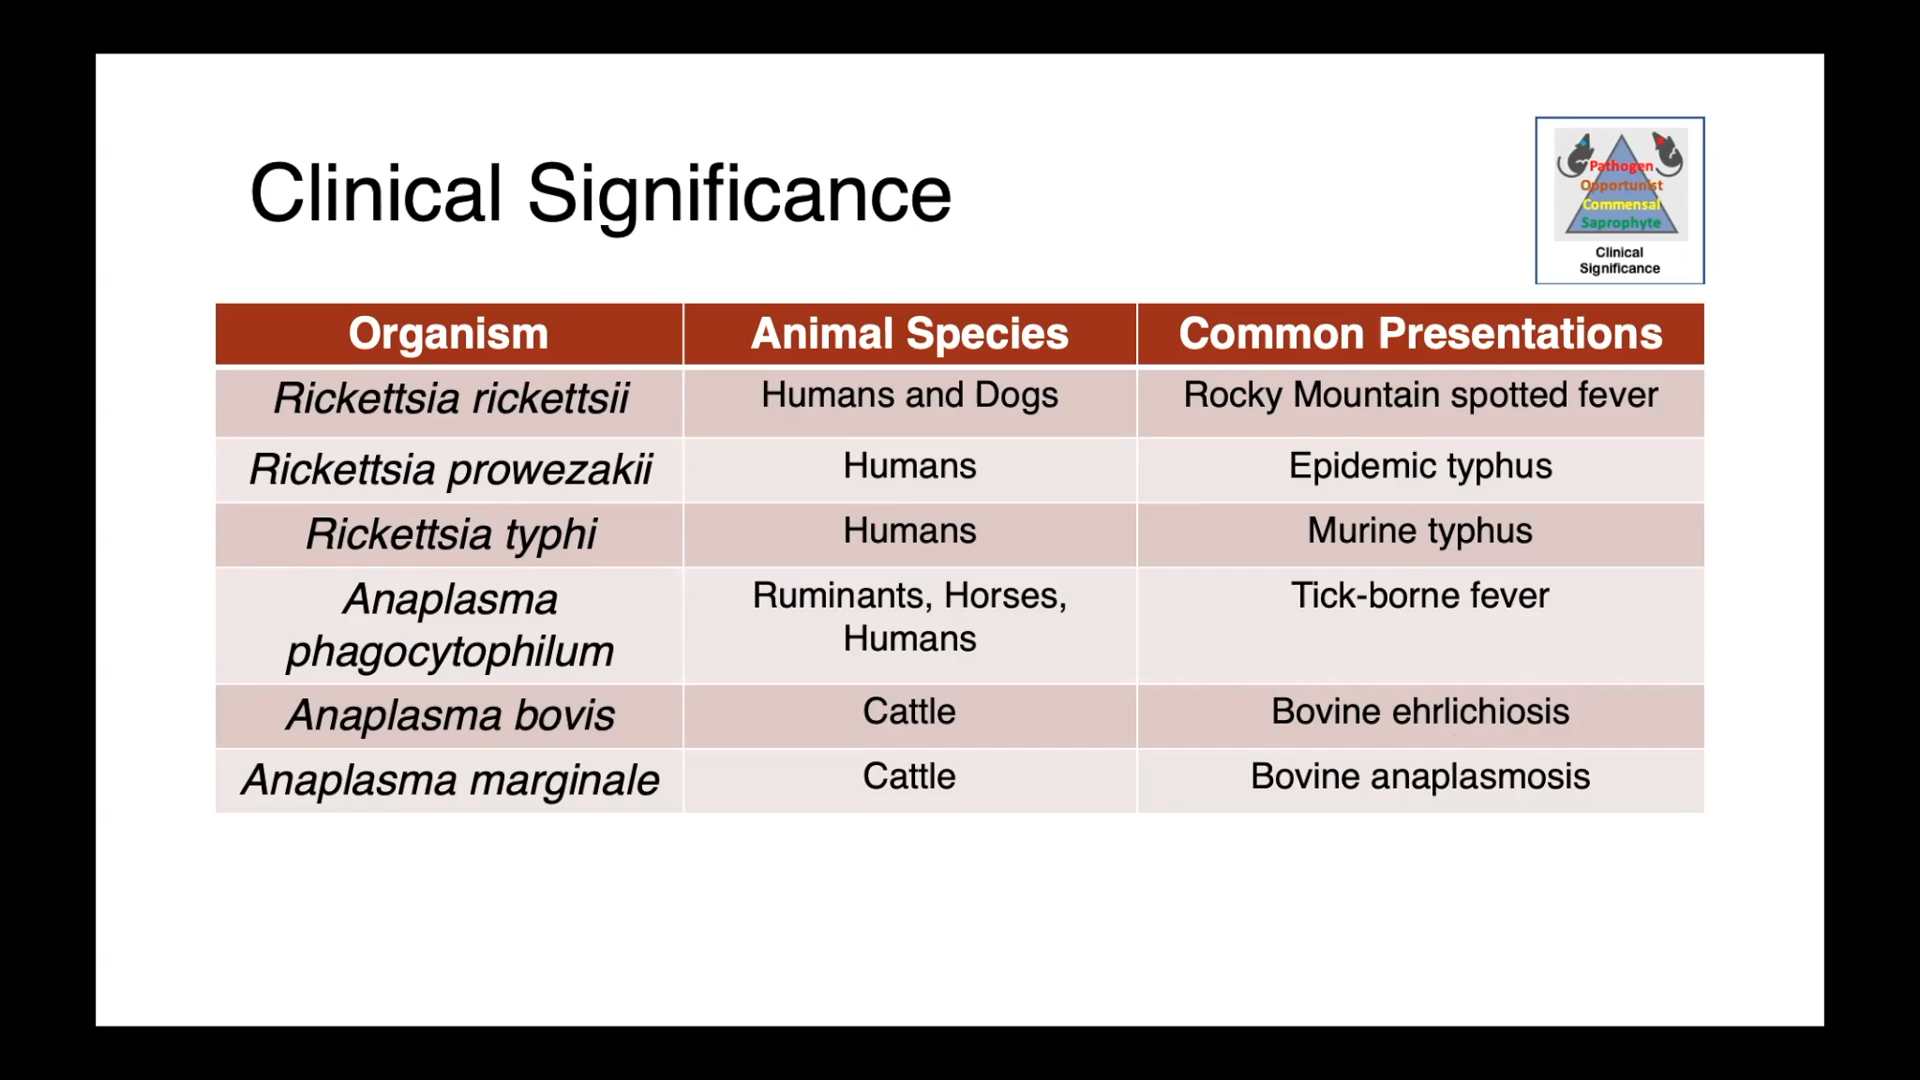 Clinical Significance
Pathogen
Opportunist
Commensal
Saprophyte
Clinical
Significance
Organism Animal Species Common Presentations
Rickettsia rickettsii Humans and Dogs Rocky Mountain spotted fever
Rickettsia prowezakii Humans Epidemic typhus
Rickettsia typhi Humans Murine typhus
Anaplasma Ruminants, Horses, Tick-borne fever
phagocytophilum Humans
Anaplasma bovis Cattle Bovine ehrlichiosis
Anaplasma marginale Cattle Bovine anaplasmosis